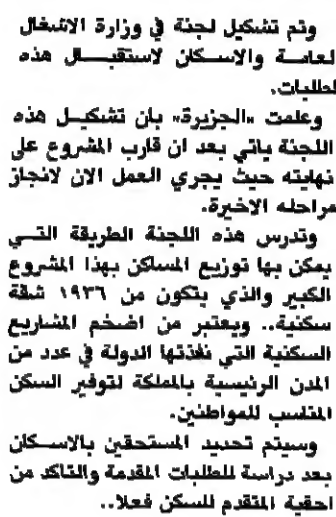 وتم تشكيل لجنة في وزارة الاشغال
لعامة والاسكان لاستقبال هذه
لطلبات.
وعلمت «الجزيرة» بان تشكيل هذه
اللجنة ياتي بعد ان قارب المشروع على
نهايته حيث يجري العمل الان لانجاز
مراحله الاخيرة.
وتدرس هذه اللجنة الطريقة التي
يمكن بها توزيع المساكن بهذا المشروع
الكبير والذي يتكون من ١٩٣٦ شقة
سكنية.. ويعتبر من اضخم المشاريع
السكنية التي نفذتها الدولة في عدد من
المدن الرئيسية بالمملكة لتوفير السكن
المناسب للمواطنين.
وسيتم تحديد المستحقين بالاسكان
بعد دراسة للطلبات المقدمة والتاكد من
احقية المتقدم للسكن فعلا..